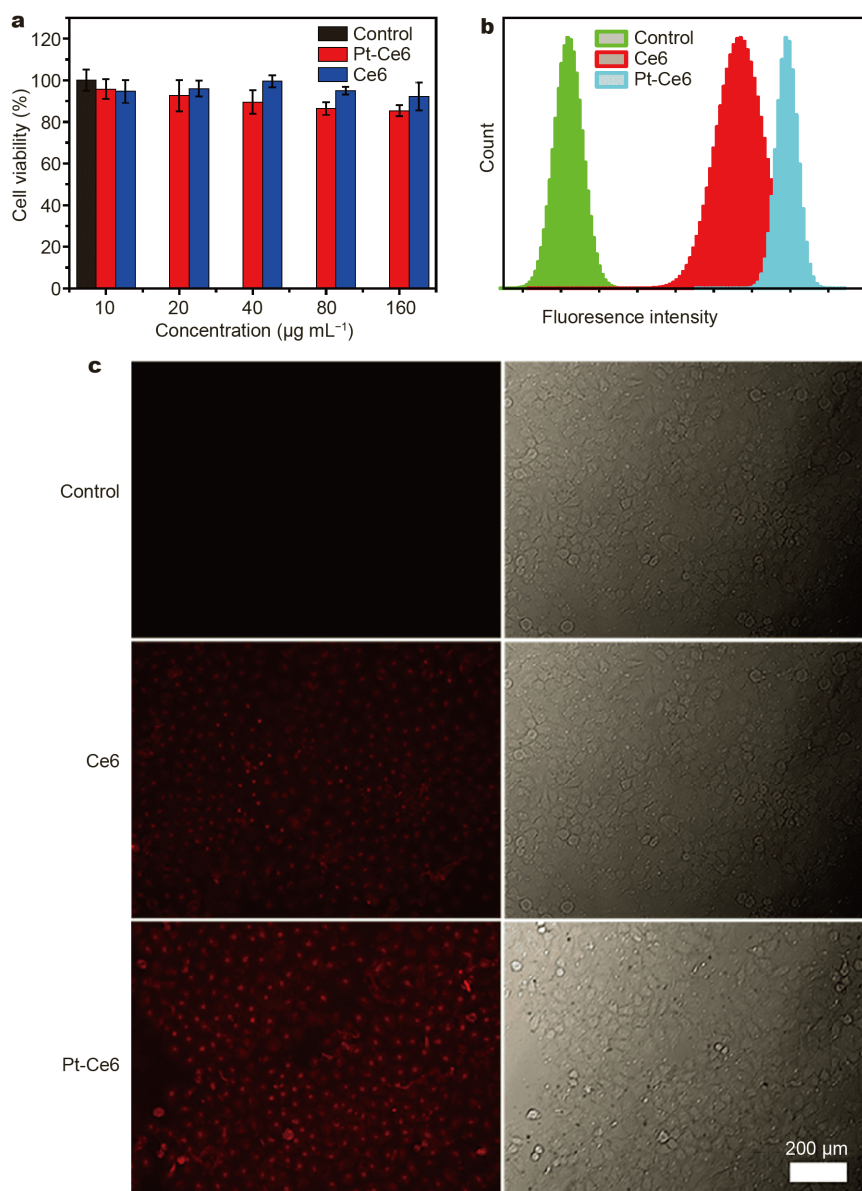 a
Control
Pt-Ce6
Ce6
120
100
80
60
40
20
0
Cell viability (%)
10 20 40 80 160
Concentration (µg mL⁻¹)
b
Control
Ce6
Pt-Ce6
Count
Fluoresence intensity
c
Control
Ce6
Pt-Ce6
200 µm